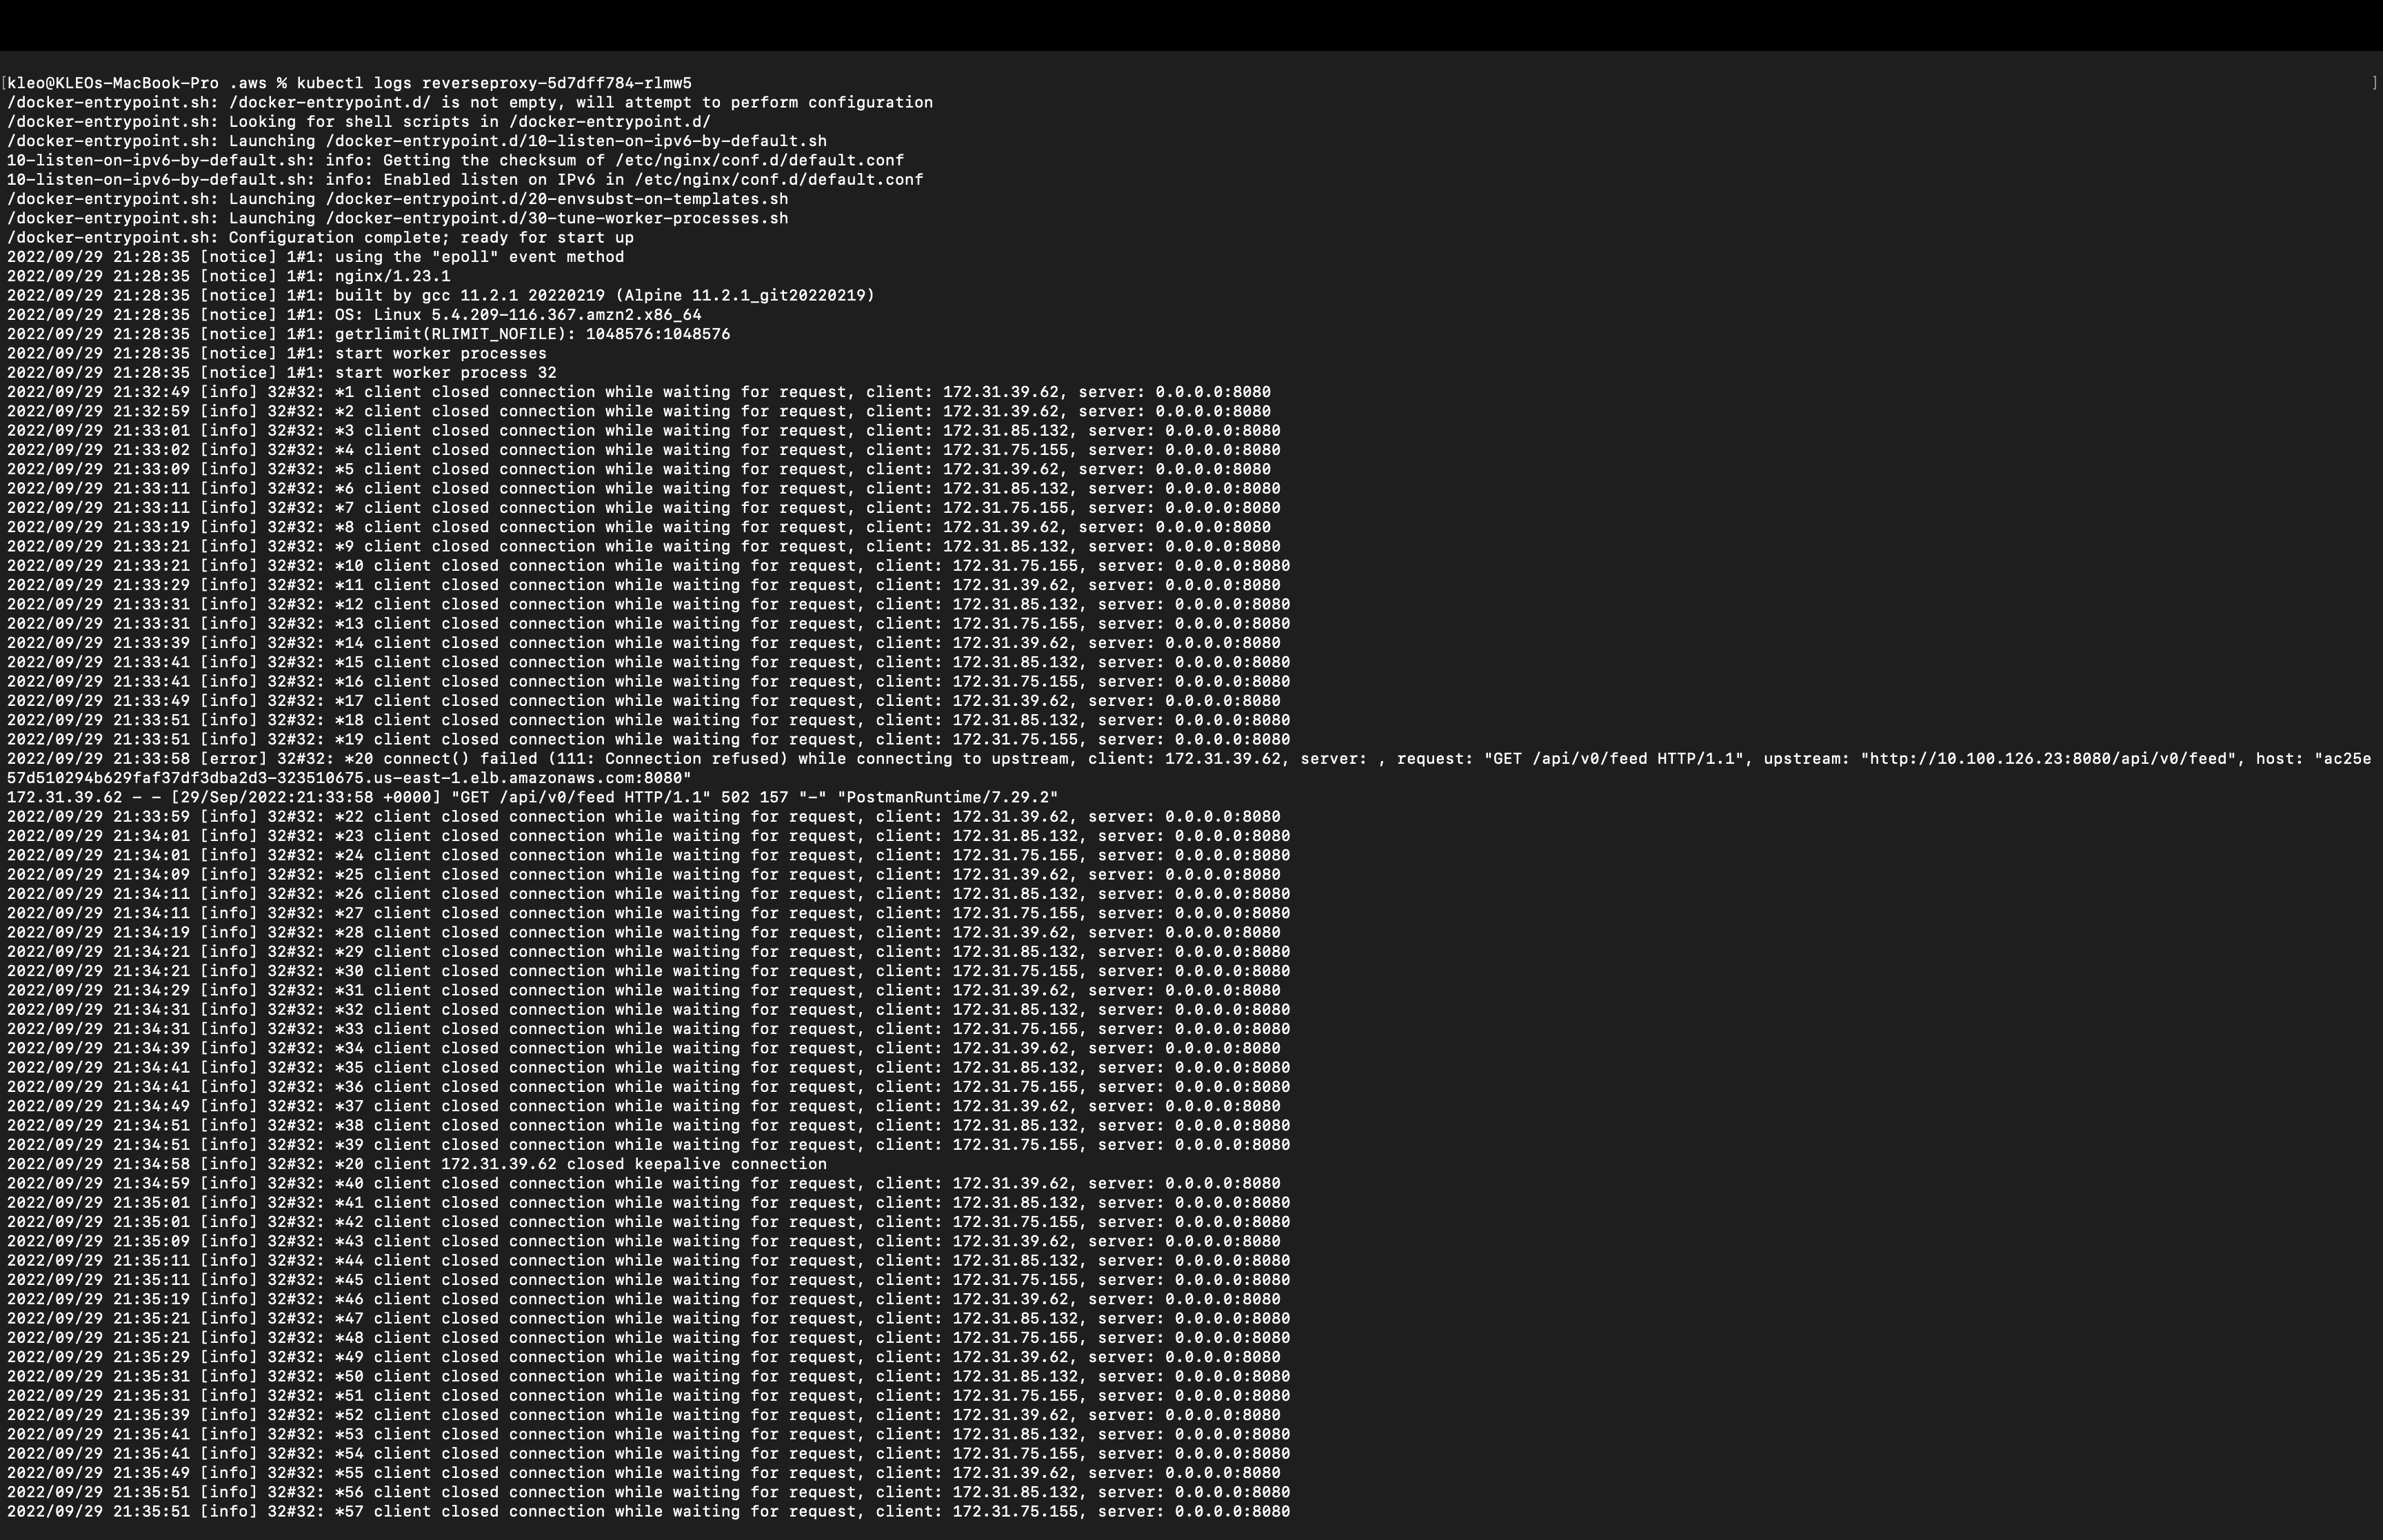 [kleo@KLEOs-MacBook-Pro .aws % kubectl logs reverseproxy-5d7dff784-rlmw5 ]
/docker-entrypoint.sh: /docker-entrypoint.d/ is not empty, will attempt to perform configuration
/docker-entrypoint.sh: Looking for shell scripts in /docker-entrypoint.d/
/docker-entrypoint.sh: Launching /docker-entrypoint.d/10-listen-on-ipv6-by-default.sh
10-listen-on-ipv6-by-default.sh: info: Getting the checksum of /etc/nginx/conf.d/default.conf
10-listen-on-ipv6-by-default.sh: info: Enabled listen on IPv6 in /etc/nginx/conf.d/default.conf
/docker-entrypoint.sh: Launching /docker-entrypoint.d/20-envsubst-on-templates.sh
/docker-entrypoint.sh: Launching /docker-entrypoint.d/30-tune-worker-processes.sh
/docker-entrypoint.sh: Configuration complete; ready for start up
2022/09/29 21:28:35 [notice] 1#1: using the "epoll" event method
2022/09/29 21:28:35 [notice] 1#1: nginx/1.23.1
2022/09/29 21:28:35 [notice] 1#1: built by gcc 11.2.1 20220219 (Alpine 11.2.1_git20220219)
2022/09/29 21:28:35 [notice] 1#1: OS: Linux 5.4.209-116.367.amzn2.x86_64
2022/09/29 21:28:35 [notice] 1#1: getrlimit(RLIMIT_NOFILE): 1048576:1048576
2022/09/29 21:28:35 [notice] 1#1: start worker processes
2022/09/29 21:28:35 [notice] 1#1: start worker process 32
2022/09/29 21:32:49 [info] 32#32: *1 client closed connection while waiting for request, client: 172.31.39.62, server: 0.0.0.0:8080
2022/09/29 21:32:59 [info] 32#32: *2 client closed connection while waiting for request, client: 172.31.39.62, server: 0.0.0.0:8080
2022/09/29 21:33:01 [info] 32#32: *3 client closed connection while waiting for request, client: 172.31.85.132, server: 0.0.0.0:8080
2022/09/29 21:33:02 [info] 32#32: *4 client closed connection while waiting for request, client: 172.31.75.155, server: 0.0.0.0:8080
2022/09/29 21:33:09 [info] 32#32: *5 client closed connection while waiting for request, client: 172.31.39.62, server: 0.0.0.0:8080
2022/09/29 21:33:11 [info] 32#32: *6 client closed connection while waiting for request, client: 172.31.85.132, server: 0.0.0.0:8080
2022/09/29 21:33:11 [info] 32#32: *7 client closed connection while waiting for request, client: 172.31.75.155, server: 0.0.0.0:8080
2022/09/29 21:33:19 [info] 32#32: *8 client closed connection while waiting for request, client: 172.31.39.62, server: 0.0.0.0:8080
2022/09/29 21:33:21 [info] 32#32: *9 client closed connection while waiting for request, client: 172.31.85.132, server: 0.0.0.0:8080
2022/09/29 21:33:21 [info] 32#32: *10 client closed connection while waiting for request, client: 172.31.75.155, server: 0.0.0.0:8080
2022/09/29 21:33:29 [info] 32#32: *11 client closed connection while waiting for request, client: 172.31.39.62, server: 0.0.0.0:8080
2022/09/29 21:33:31 [info] 32#32: *12 client closed connection while waiting for request, client: 172.31.85.132, server: 0.0.0.0:8080
2022/09/29 21:33:31 [info] 32#32: *13 client closed connection while waiting for request, client: 172.31.75.155, server: 0.0.0.0:8080
2022/09/29 21:33:39 [info] 32#32: *14 client closed connection while waiting for request, client: 172.31.39.62, server: 0.0.0.0:8080
2022/09/29 21:33:41 [info] 32#32: *15 client closed connection while waiting for request, client: 172.31.85.132, server: 0.0.0.0:8080
2022/09/29 21:33:41 [info] 32#32: *16 client closed connection while waiting for request, client: 172.31.75.155, server: 0.0.0.0:8080
2022/09/29 21:33:49 [info] 32#32: *17 client closed connection while waiting for request, client: 172.31.39.62, server: 0.0.0.0:8080
2022/09/29 21:33:51 [info] 32#32: *18 client closed connection while waiting for request, client: 172.31.85.132, server: 0.0.0.0:8080
2022/09/29 21:33:51 [info] 32#32: *19 client closed connection while waiting for request, client: 172.31.75.155, server: 0.0.0.0:8080
2022/09/29 21:33:58 [error] 32#32: *20 connect() failed (111: Connection refused) while connecting to upstream, client: 172.31.39.62, server: , request: "GET /api/v0/feed HTTP/1.1", upstream: "http://10.100.126.23:8080/api/v0/feed", host: "ac25e
57d510294b629faf37df3dba2d3-323510675.us-east-1.elb.amazonaws.com:8080"
172.31.39.62 - - [29/Sep/2022:21:33:58 +0000] "GET /api/v0/feed HTTP/1.1" 502 157 "-" "PostmanRuntime/7.29.2"
2022/09/29 21:33:59 [info] 32#32: *22 client closed connection while waiting for request, client: 172.31.39.62, server: 0.0.0.0:8080
2022/09/29 21:34:01 [info] 32#32: *23 client closed connection while waiting for request, client: 172.31.85.132, server: 0.0.0.0:8080
2022/09/29 21:34:01 [info] 32#32: *24 client closed connection while waiting for request, client: 172.31.75.155, server: 0.0.0.0:8080
2022/09/29 21:34:09 [info] 32#32: *25 client closed connection while waiting for request, client: 172.31.39.62, server: 0.0.0.0:8080
2022/09/29 21:34:11 [info] 32#32: *26 client closed connection while waiting for request, client: 172.31.85.132, server: 0.0.0.0:8080
2022/09/29 21:34:11 [info] 32#32: *27 client closed connection while waiting for request, client: 172.31.75.155, server: 0.0.0.0:8080
2022/09/29 21:34:19 [info] 32#32: *28 client closed connection while waiting for request, client: 172.31.39.62, server: 0.0.0.0:8080
2022/09/29 21:34:21 [info] 32#32: *29 client closed connection while waiting for request, client: 172.31.85.132, server: 0.0.0.0:8080
2022/09/29 21:34:21 [info] 32#32: *30 client closed connection while waiting for request, client: 172.31.75.155, server: 0.0.0.0:8080
2022/09/29 21:34:29 [info] 32#32: *31 client closed connection while waiting for request, client: 172.31.39.62, server: 0.0.0.0:8080
2022/09/29 21:34:31 [info] 32#32: *32 client closed connection while waiting for request, client: 172.31.85.132, server: 0.0.0.0:8080
2022/09/29 21:34:31 [info] 32#32: *33 client closed connection while waiting for request, client: 172.31.75.155, server: 0.0.0.0:8080
2022/09/29 21:34:39 [info] 32#32: *34 client closed connection while waiting for request, client: 172.31.39.62, server: 0.0.0.0:8080
2022/09/29 21:34:41 [info] 32#32: *35 client closed connection while waiting for request, client: 172.31.85.132, server: 0.0.0.0:8080
2022/09/29 21:34:41 [info] 32#32: *36 client closed connection while waiting for request, client: 172.31.75.155, server: 0.0.0.0:8080
2022/09/29 21:34:49 [info] 32#32: *37 client closed connection while waiting for request, client: 172.31.39.62, server: 0.0.0.0:8080
2022/09/29 21:34:51 [info] 32#32: *38 client closed connection while waiting for request, client: 172.31.85.132, server: 0.0.0.0:8080
2022/09/29 21:34:51 [info] 32#32: *39 client closed connection while waiting for request, client: 172.31.75.155, server: 0.0.0.0:8080
2022/09/29 21:34:58 [info] 32#32: *20 client 172.31.39.62 closed keepalive connection
2022/09/29 21:34:59 [info] 32#32: *40 client closed connection while waiting for request, client: 172.31.39.62, server: 0.0.0.0:8080
2022/09/29 21:35:01 [info] 32#32: *41 client closed connection while waiting for request, client: 172.31.85.132, server: 0.0.0.0:8080
2022/09/29 21:35:01 [info] 32#32: *42 client closed connection while waiting for request, client: 172.31.75.155, server: 0.0.0.0:8080
2022/09/29 21:35:09 [info] 32#32: *43 client closed connection while waiting for request, client: 172.31.39.62, server: 0.0.0.0:8080
2022/09/29 21:35:11 [info] 32#32: *44 client closed connection while waiting for request, client: 172.31.85.132, server: 0.0.0.0:8080
2022/09/29 21:35:11 [info] 32#32: *45 client closed connection while waiting for request, client: 172.31.75.155, server: 0.0.0.0:8080
2022/09/29 21:35:19 [info] 32#32: *46 client closed connection while waiting for request, client: 172.31.39.62, server: 0.0.0.0:8080
2022/09/29 21:35:21 [info] 32#32: *47 client closed connection while waiting for request, client: 172.31.85.132, server: 0.0.0.0:8080
2022/09/29 21:35:21 [info] 32#32: *48 client closed connection while waiting for request, client: 172.31.75.155, server: 0.0.0.0:8080
2022/09/29 21:35:29 [info] 32#32: *49 client closed connection while waiting for request, client: 172.31.39.62, server: 0.0.0.0:8080
2022/09/29 21:35:31 [info] 32#32: *50 client closed connection while waiting for request, client: 172.31.85.132, server: 0.0.0.0:8080
2022/09/29 21:35:31 [info] 32#32: *51 client closed connection while waiting for request, client: 172.31.75.155, server: 0.0.0.0:8080
2022/09/29 21:35:39 [info] 32#32: *52 client closed connection while waiting for request, client: 172.31.39.62, server: 0.0.0.0:8080
2022/09/29 21:35:41 [info] 32#32: *53 client closed connection while waiting for request, client: 172.31.85.132, server: 0.0.0.0:8080
2022/09/29 21:35:41 [info] 32#32: *54 client closed connection while waiting for request, client: 172.31.75.155, server: 0.0.0.0:8080
2022/09/29 21:35:49 [info] 32#32: *55 client closed connection while waiting for request, client: 172.31.39.62, server: 0.0.0.0:8080
2022/09/29 21:35:51 [info] 32#32: *56 client closed connection while waiting for request, client: 172.31.85.132, server: 0.0.0.0:8080
2022/09/29 21:35:51 [info] 32#32: *57 client closed connection while waiting for request, client: 172.31.75.155, server: 0.0.0.0:8080